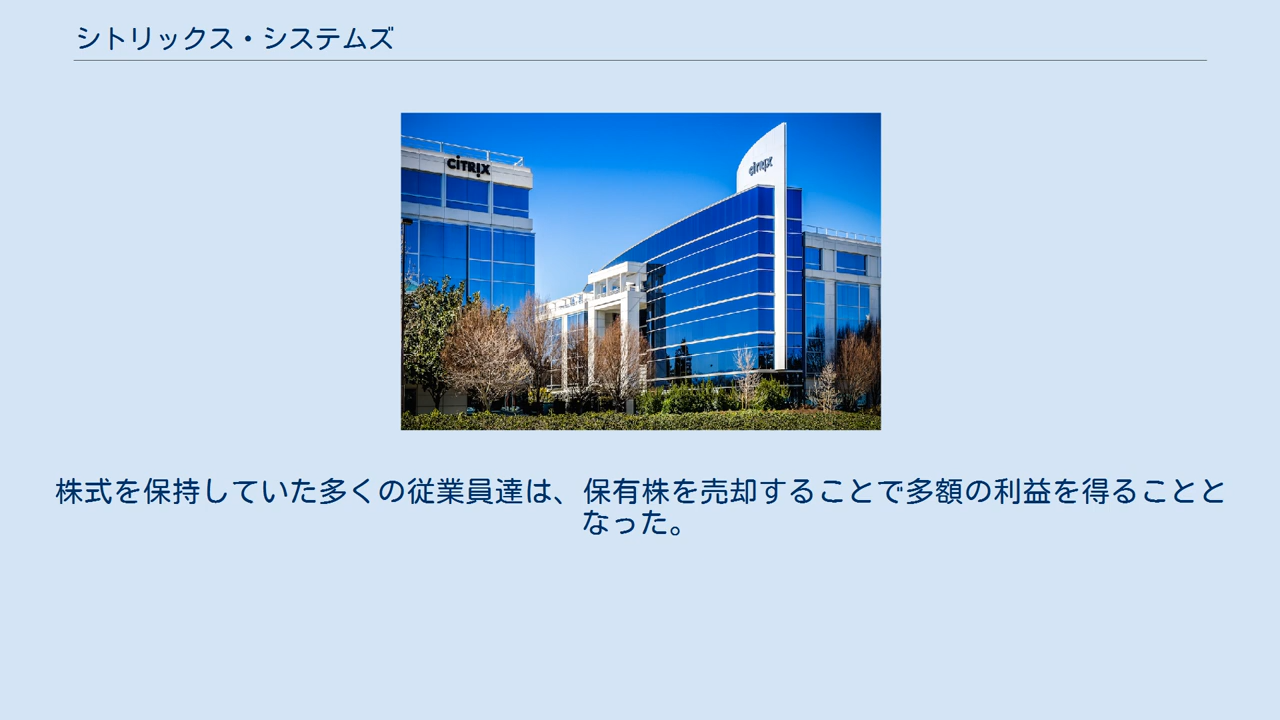 シトリックス・システムズ
CİTRİX
citrix
株式を保持していた多くの従業員達は、保有株を売却することで多額の利益を得ることと
なった。